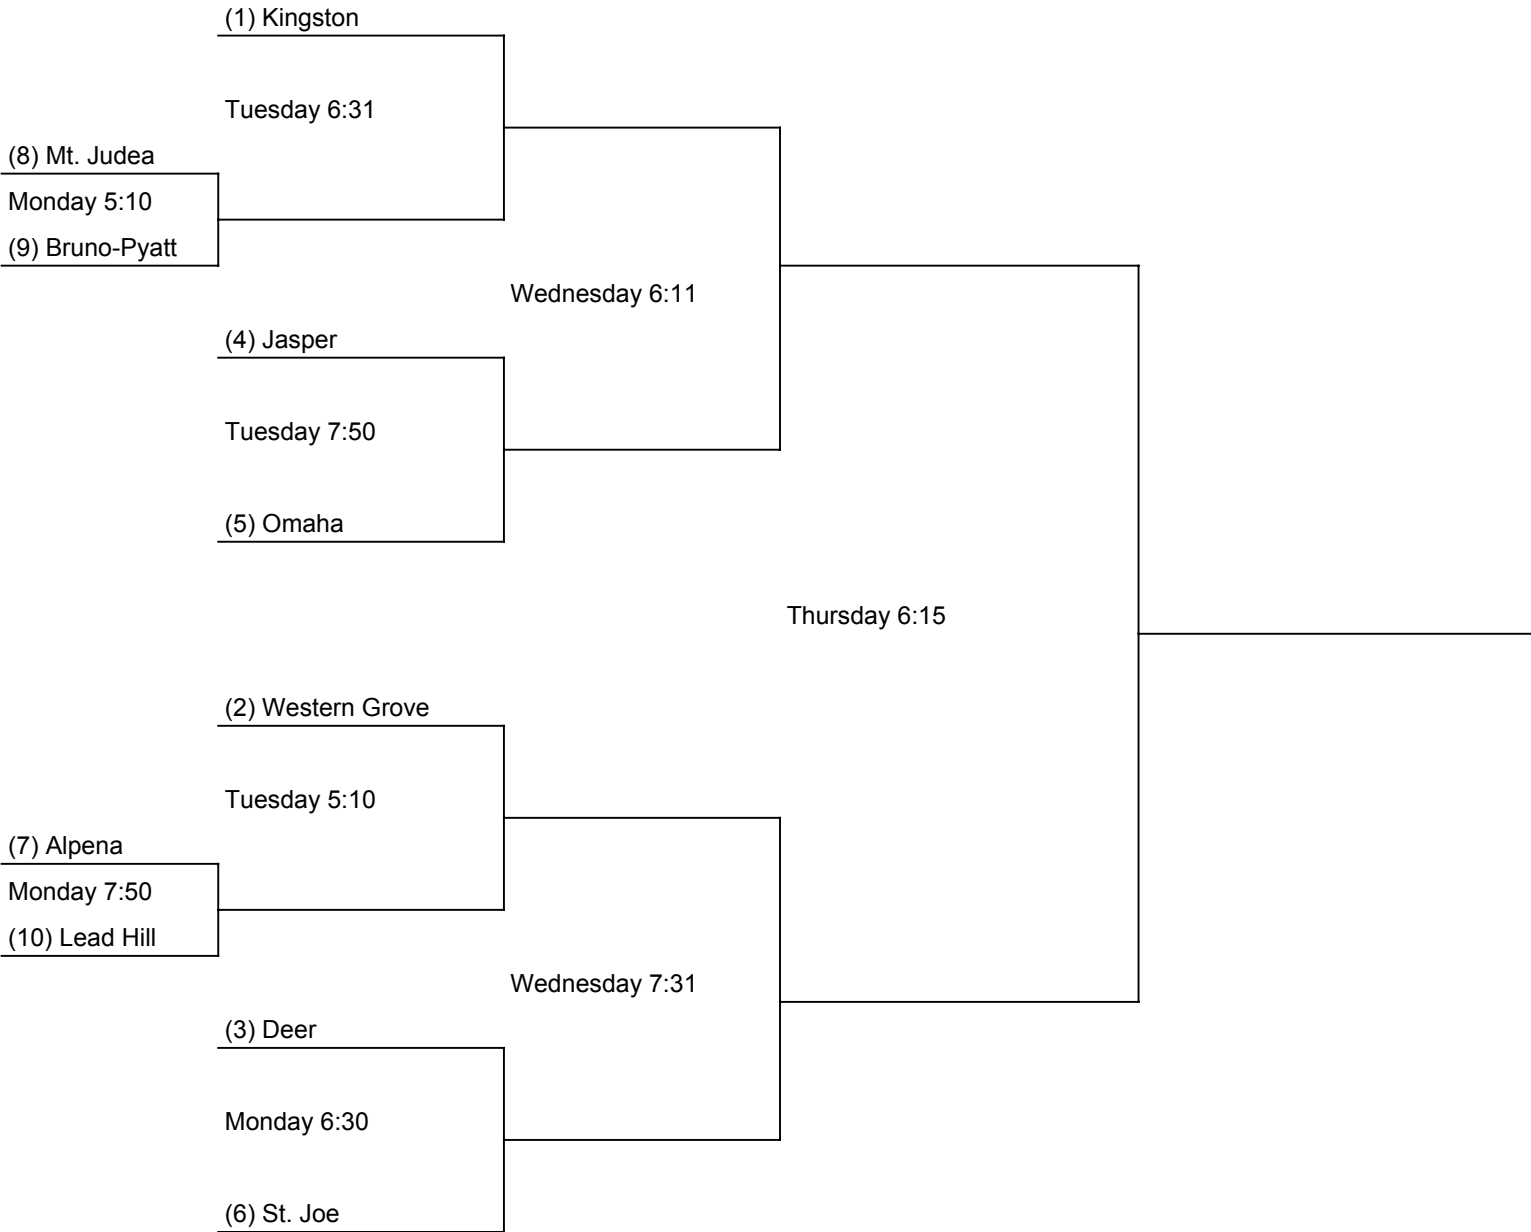 (1) Kingston
Tuesday 6:31
(8) Mt. Judea
Monday 5:10
(9) Bruno-Pyatt
Wednesday 6:11
(4) Jasper
Tuesday 7:50
(5) Omaha
Thursday 6:15
(2) Western Grove
Tuesday 5:10
(7) Alpena
Monday 7:50
(10) Lead Hill
Wednesday 7:31
(3) Deer
Monday 6:30
(6) St. Joe